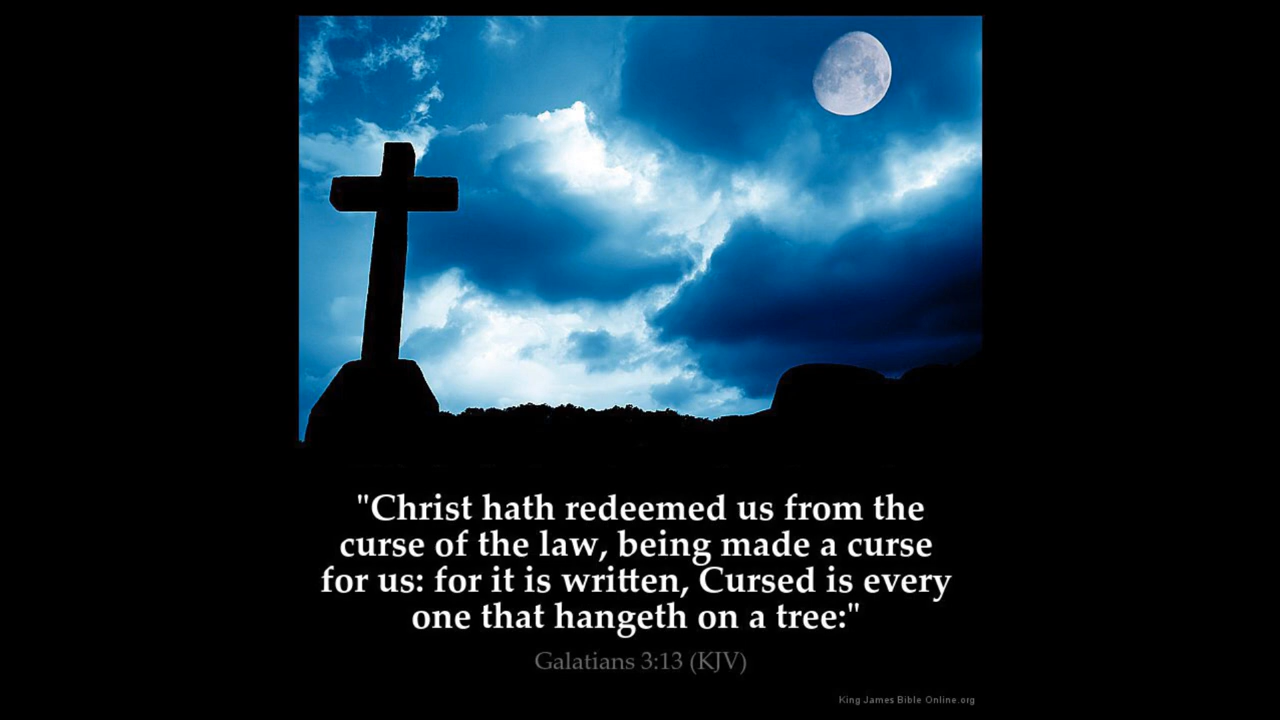 "Christ hath redeemed us from the
curse of the law, being made a curse
for us: for it is written, Cursed is every
one that hangeth on a tree:"
Galatians 3:13 (KJV)
King James Bible Online.org